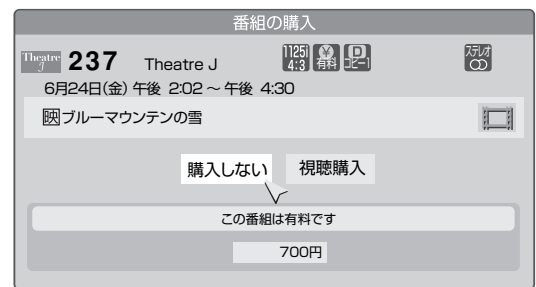 番組の購入
Theatre J 237 Theatre J 1125i 4:3 ¥ 有料 D コピー1 ステレオ
6月24日(金) 午後 2:02 ~ 午後 4:30
映ブルーマウンテンの雪
購入しない 視聴購入
この番組は有料です
700円